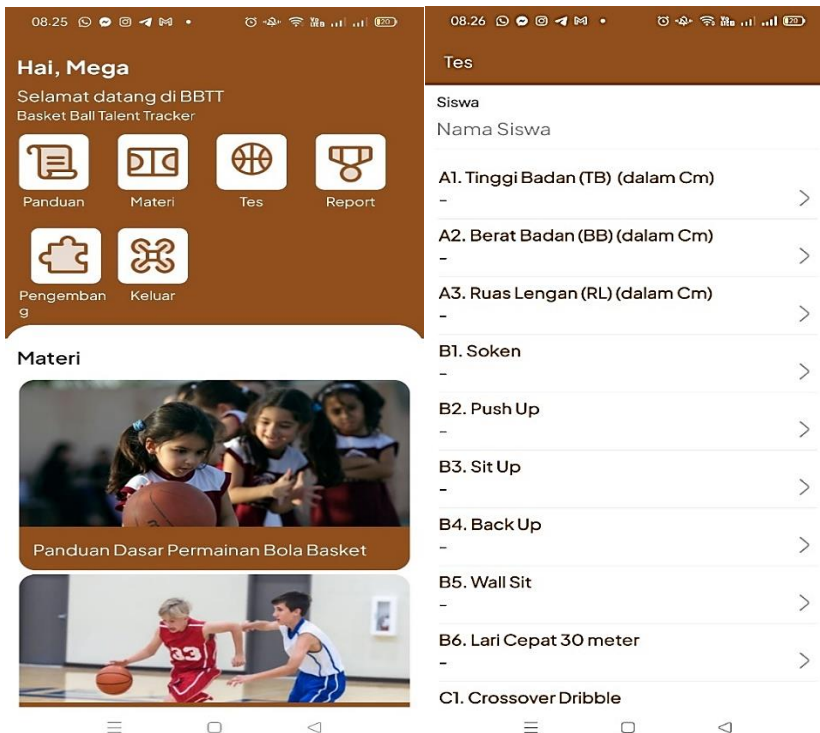 08.25
Hai, Mega
Selamat datang di BBTT
Basket Ball Talent Tracker
Panduan
Materi
Tes
Report
Pengemban
g
Keluar
Materi
Panduan Dasar Permainan Bola Basket
33
08.26
Tes
Siswa
Nama Siswa
A1. Tinggi Badan (TB) (dalam Cm)
-
A2. Berat Badan (BB) (dalam Cm)
-
A3. Ruas Lengan (RL) (dalam Cm)
-
B1. Soken
-
B2. Push Up
-
B3. Sit Up
-
B4. Back Up
-
B5. Wall Sit
-
B6. Lari Cepat 30 meter
-
C1. Crossover Dribble